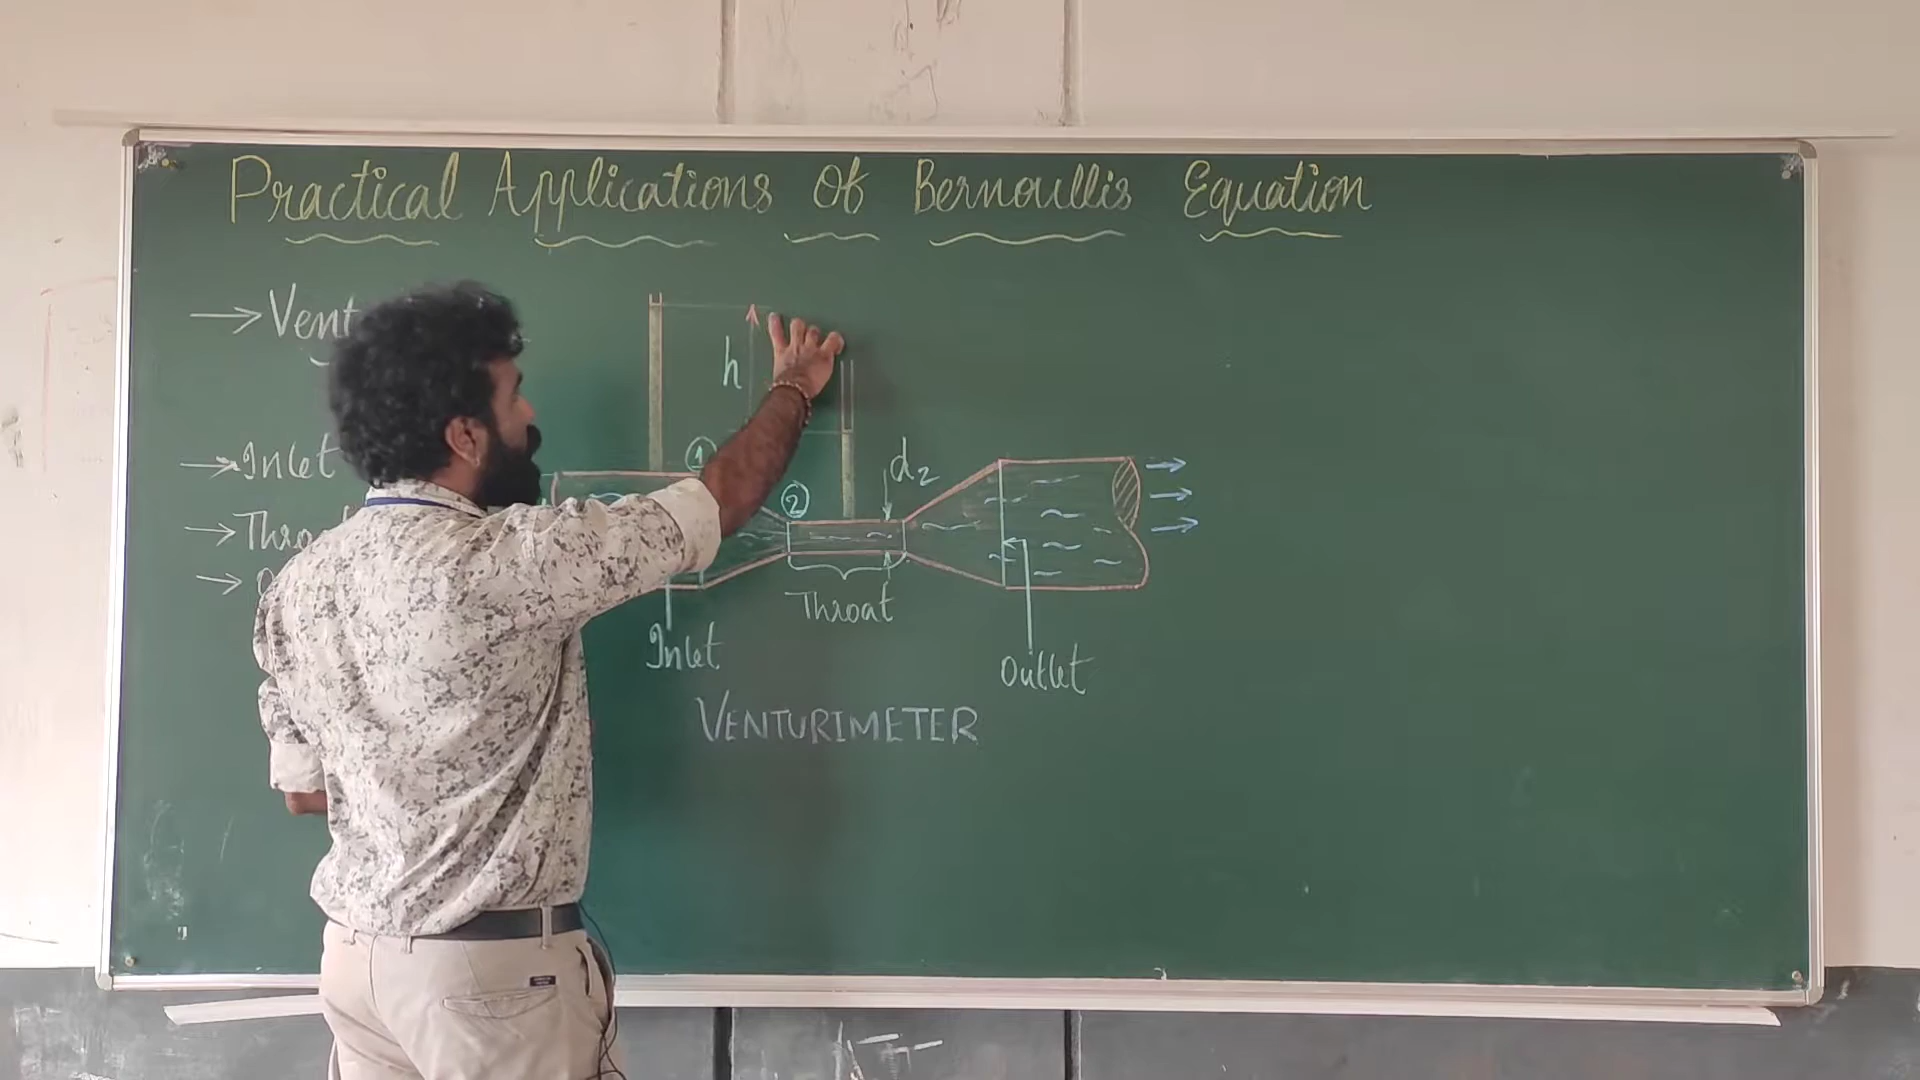 Practical Applications Of Bernoullis Equation
→ Vent
h
→ Inlet
1
d2
2
→ Thro
→ O
Throat
Inlet
Outlet
VENTURIMETER